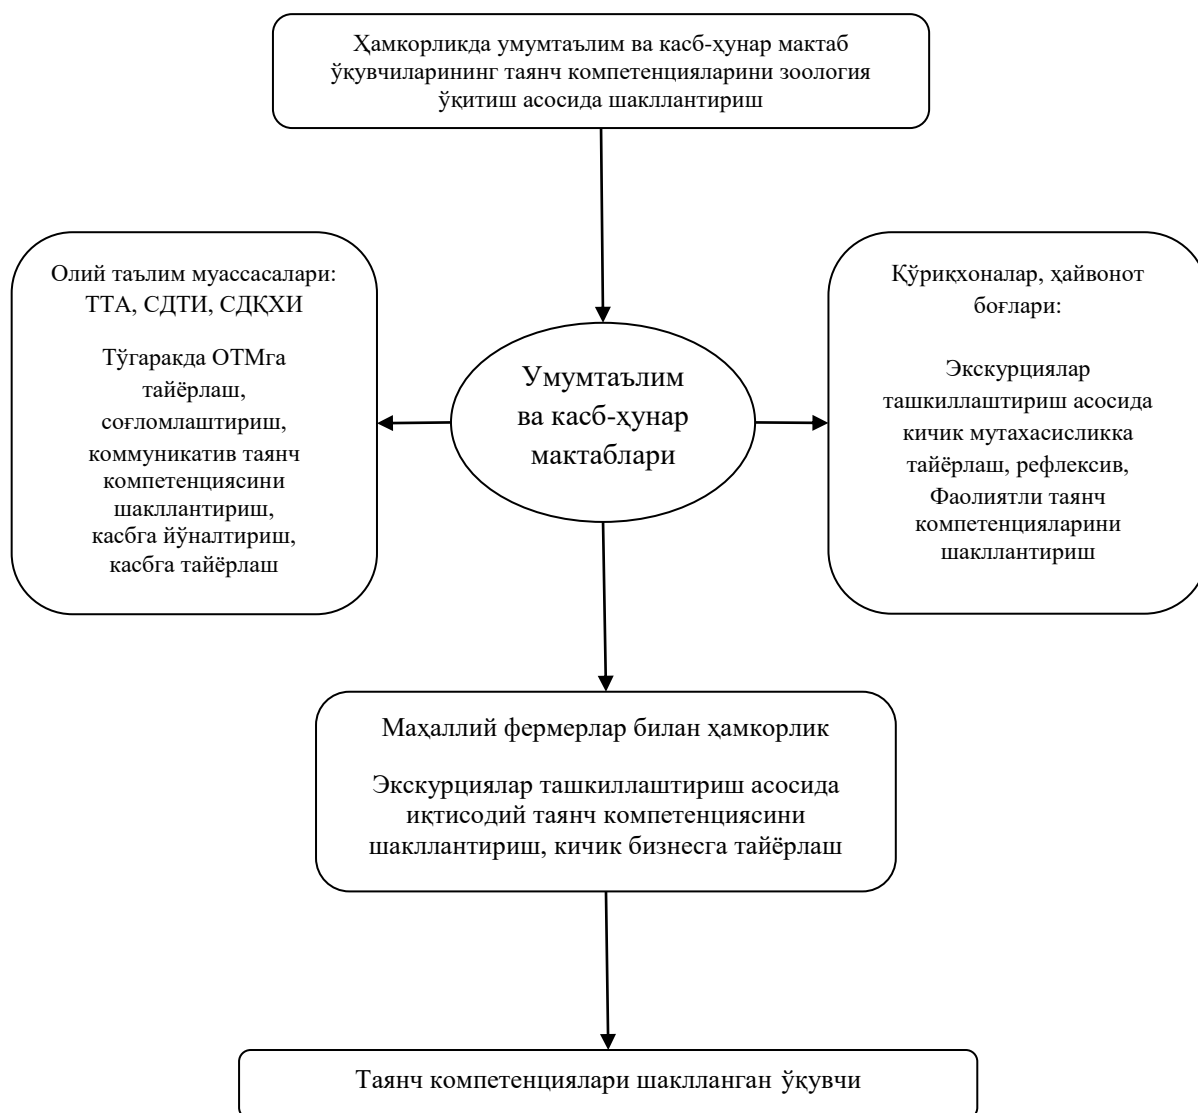 Ҳамкорликда умумтаълим ва касб-ҳунар мактаб
ўқувчиларининг таянч компетенцияларини зоология
ўқитиш асосида шакллантириш
Олий таълим муассасалари:
ТТА, СДТИ, СДҚХИ
Тўгаракда ОТМга
тайёрлаш,
соғломлаштириш,
коммуникатив таянч
компетенциясини
шакллантириш,
касбга йўналтириш,
касбга тайёрлаш
Умумтаълим
ва касб-ҳунар
мактаблари
Қўриқхоналар, ҳайвонот
боғлари:
Экскурциялар
ташкиллаштириш асосида
кичик мутахасисликка
тайёрлаш, рефлексив,
Фаолиятли таянч
компетенцияларини
шакллантириш
Маҳаллий фермерлар билан ҳамкорлик
Экскурциялар ташкиллаштириш асосида
иқтисодий таянч компетенциясини
шакллантириш, кичик бизнесга тайёрлаш
Таянч компетенциялари шаклланган ўқувчи